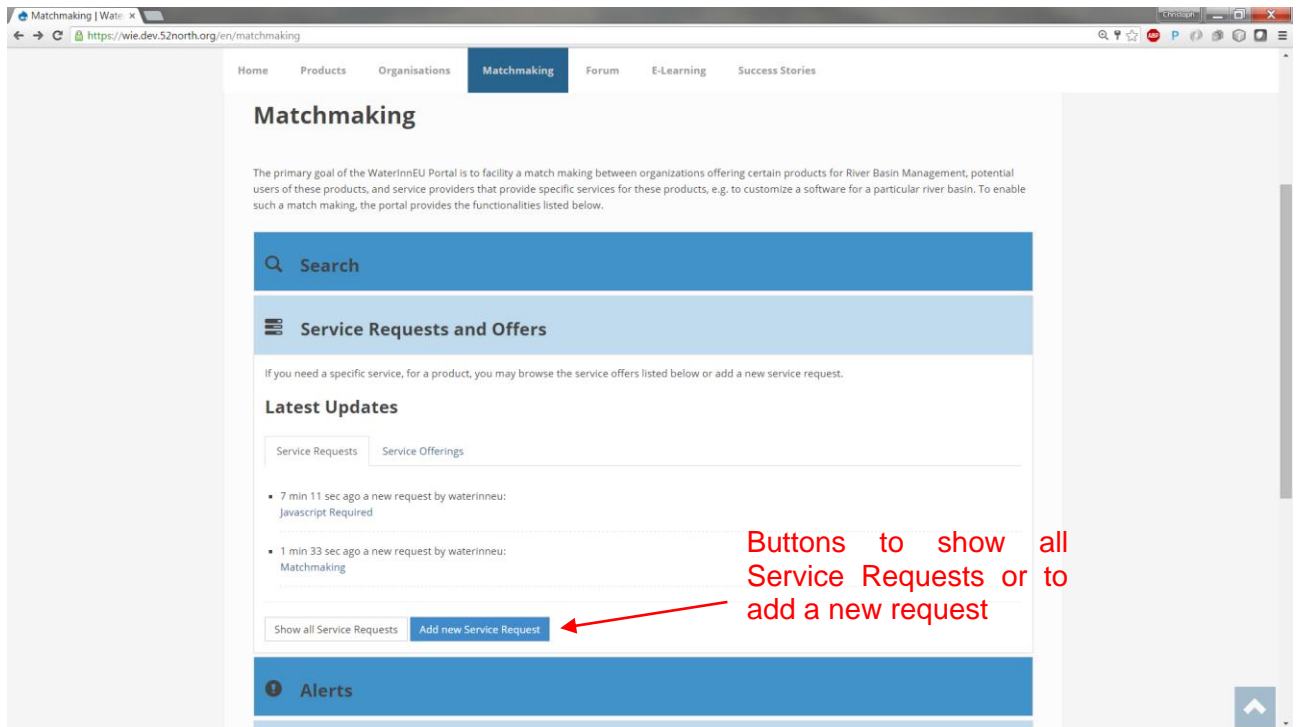 Matchmaking | Wate
Christoph
https://wie.dev.52north.org/en/matchmaking
ABP
P
Home Products Organisations Matchmaking Forum E-Learning Success Stories
Matchmaking
The primary goal of the WaterInnEU Portal is to facility a match making between organizations offering certain products for River Basin Management, potential
users of these products, and service providers that provide specific services for these products, e.g. to customize a software for a particular river basin. To enable
such a match making, the portal provides the functionalities listed below.
Search
Service Requests and Offers
If you need a specific service, for a product, you may browse the service offers listed below or add a new service request.
Latest Updates
Service Requests Service Offerings
7 min 11 sec ago a new request by waterinneu:
Javascript Required
1 min 33 sec ago a new request by waterinneu:
Matchmaking
Buttons to show all
Service Requests or to
add a new request
Show all Service Requests Add new Service Request
Alerts